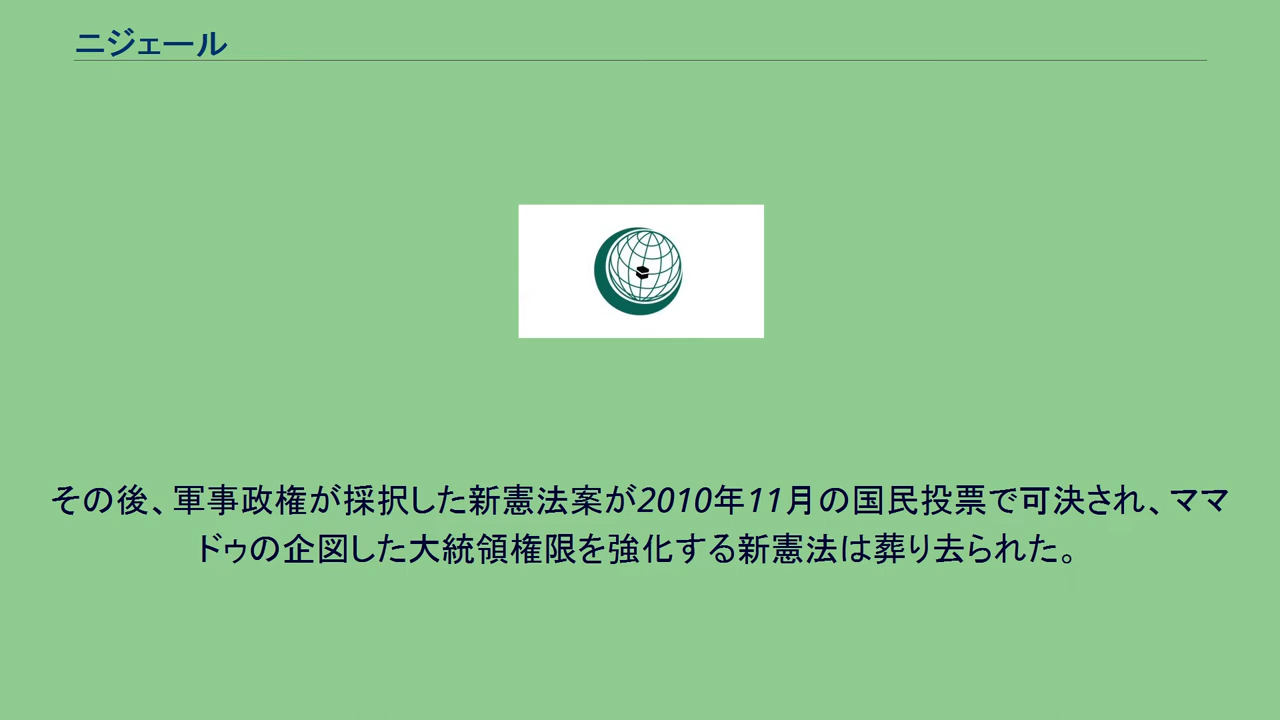 ニジェール
その後、軍事政権が採択した新憲法案が2010年11月の国民投票で可決され、ママ
ドゥの企図した大統領権限を強化する新憲法は葬り去られた。